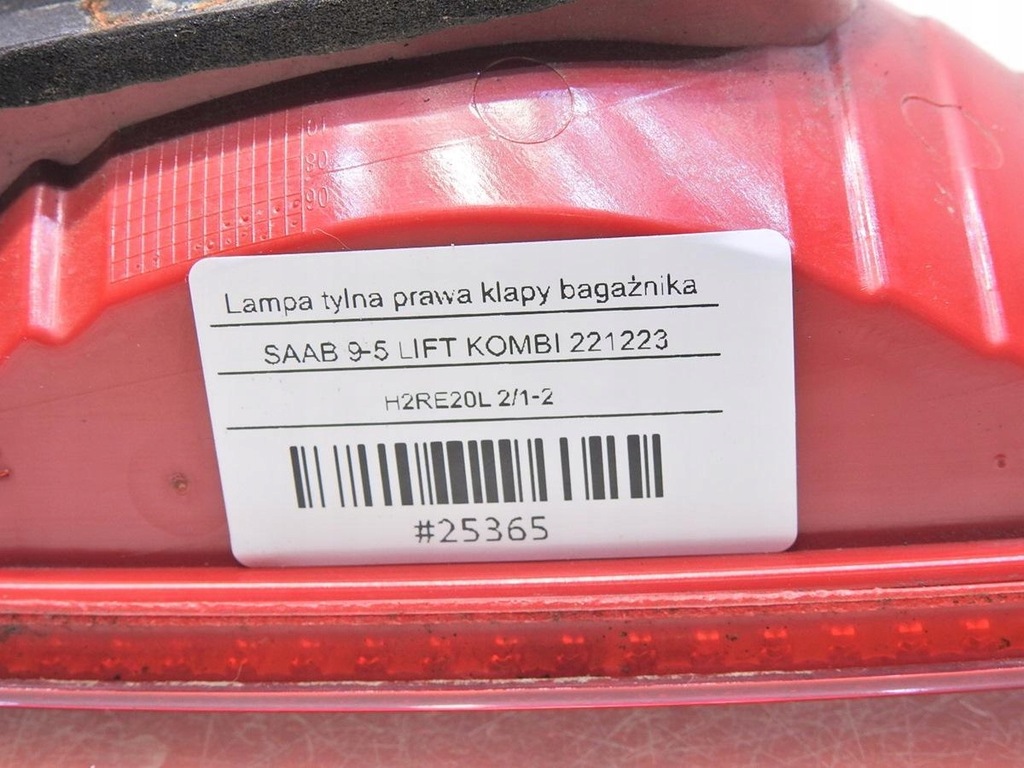 Lampa tylna prawa klapy bagażnika
SAAB 9-5 LIFT KOMBI 221223
H2RE20L 2/1-2
#25365